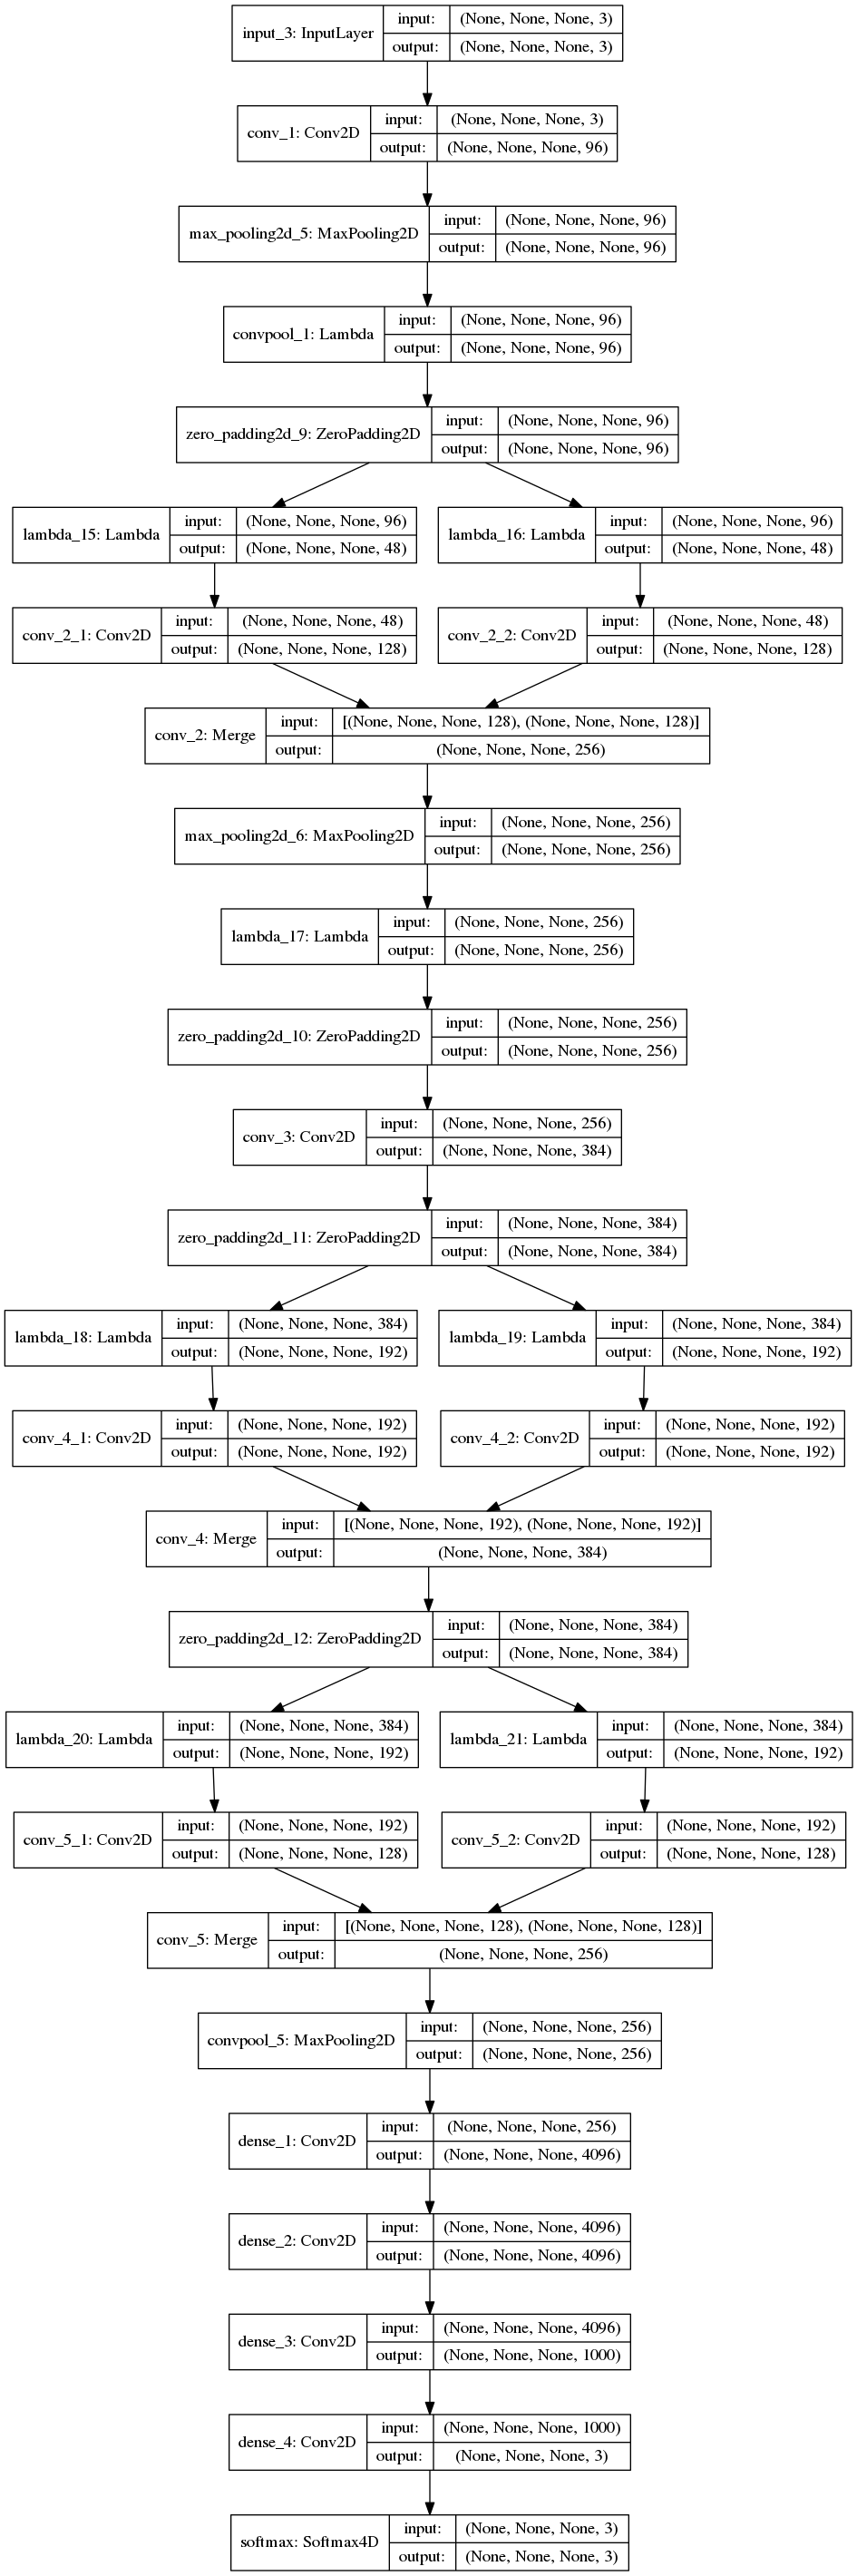 input_3: InputLayer
input: (None, None, None, 3)
output: (None, None, None, 3)
conv_1: Conv2D
input: (None, None, None, 3)
output: (None, None, None, 96)
max_pooling2d_5: MaxPooling2D
input: (None, None, None, 96)
output: (None, None, None, 96)
convpool_1: Lambda
input: (None, None, None, 96)
output: (None, None, None, 96)
zero_padding2d_9: ZeroPadding2D
input: (None, None, None, 96)
output: (None, None, None, 96)
lambda_15: Lambda
input: (None, None, None, 96)
output: (None, None, None, 48)
lambda_16: Lambda
input: (None, None, None, 96)
output: (None, None, None, 48)
conv_2_1: Conv2D
input: (None, None, None, 48)
output: (None, None, None, 128)
conv_2_2: Conv2D
input: (None, None, None, 48)
output: (None, None, None, 128)
conv_2: Merge
input: [(None, None, None, 128), (None, None, None, 128)]
output: (None, None, None, 256)
max_pooling2d_6: MaxPooling2D
input: (None, None, None, 256)
output: (None, None, None, 256)
lambda_17: Lambda
input: (None, None, None, 256)
output: (None, None, None, 256)
zero_padding2d_10: ZeroPadding2D
input: (None, None, None, 256)
output: (None, None, None, 256)
conv_3: Conv2D
input: (None, None, None, 256)
output: (None, None, None, 384)
zero_padding2d_11: ZeroPadding2D
input: (None, None, None, 384)
output: (None, None, None, 384)
lambda_18: Lambda
input: (None, None, None, 384)
output: (None, None, None, 192)
lambda_19: Lambda
input: (None, None, None, 384)
output: (None, None, None, 192)
conv_4_1: Conv2D
input: (None, None, None, 192)
output: (None, None, None, 192)
conv_4_2: Conv2D
input: (None, None, None, 192)
output: (None, None, None, 192)
conv_4: Merge
input: [(None, None, None, 192), (None, None, None, 192)]
output: (None, None, None, 384)
zero_padding2d_12: ZeroPadding2D
input: (None, None, None, 384)
output: (None, None, None, 384)
lambda_20: Lambda
input: (None, None, None, 384)
output: (None, None, None, 192)
lambda_21: Lambda
input: (None, None, None, 384)
output: (None, None, None, 192)
conv_5_1: Conv2D
input: (None, None, None, 192)
output: (None, None, None, 128)
conv_5_2: Conv2D
input: (None, None, None, 192)
output: (None, None, None, 128)
conv_5: Merge
input: [(None, None, None, 128), (None, None, None, 128)]
output: (None, None, None, 256)
convpool_5: MaxPooling2D
input: (None, None, None, 256)
output: (None, None, None, 256)
dense_1: Conv2D
input: (None, None, None, 256)
output: (None, None, None, 4096)
dense_2: Conv2D
input: (None, None, None, 4096)
output: (None, None, None, 4096)
dense_3: Conv2D
input: (None, None, None, 4096)
output: (None, None, None, 1000)
dense_4: Conv2D
input: (None, None, None, 1000)
output: (None, None, None, 3)
softmax: Softmax4D
input: (None, None, None, 3)
output: (None, None, None, 3)